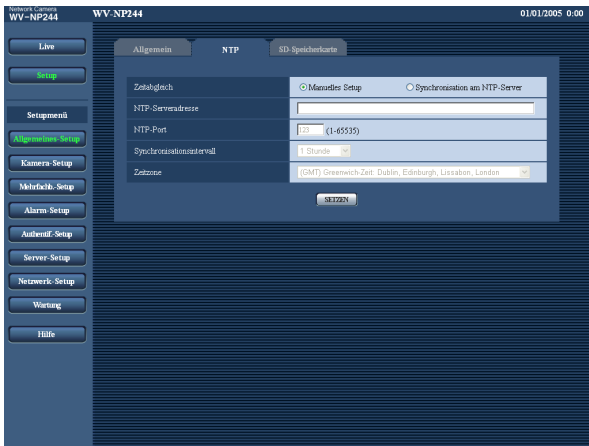 Network Camera
WV-NP244
WV-NP244
01/01/2005 0:00
Live
Setup
Setupmenü
Allgemeines-Setup
Kamera-Setup
Mehrfachb.-Setup
Alarm-Setup
Authentif.-Setup
Server-Setup
Netzwerk-Setup
Wartung
Hilfe
Allgemein NTP SD-Speicherkarte
Zeitabgleich Manuelles Setup Synchronisation am NTP-Server
NTP-Serveradresse
NTP-Port 123 (1-65535)
Synchronisationsintervall 1 Stunde
Zeitzone (GMT) Greenwich-Zeit: Dublin, Edinburgh, Lissabon, London
SETZEN